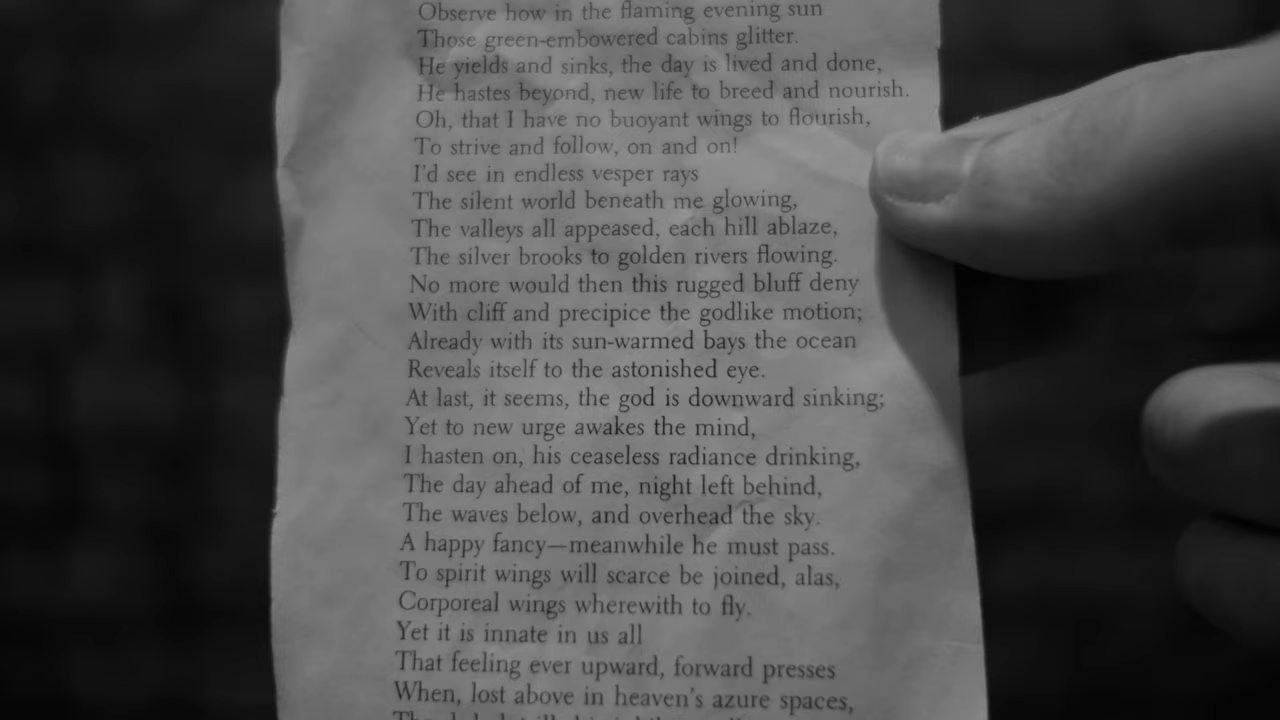 Observe how in the flaming evening sun
Those green-embowered cabins glitter.
He yields and sinks, the day is lived and done,
He hastes beyond, new life to breed and nourish.
Oh, that I have no buoyant wings to flourish,
To strive and follow, on and on!
I'd see in endless vesper rays
The silent world beneath me glowing,
The valleys all appeased, each hill ablaze,
The silver brooks to golden rivers flowing.
No more would then this rugged bluff deny
With cliff and precipice the godlike motion;
Already with its sun-warmed bays the ocean
Reveals itself to the astonished eye.
At last, it seems, the god is downward sinking;
Yet to new urge awakes the mind,
I hasten on, his ceaseless radiance drinking,
The day ahead of me, night left behind,
The waves below, and overhead the sky.
A happy fancy—meanwhile he must pass.
To spirit wings will scarce be joined, alas,
Corporeal wings wherewith to fly.
Yet it is innate in us all
That feeling ever upward, forward presses
When, lost above in heaven's azure spaces,